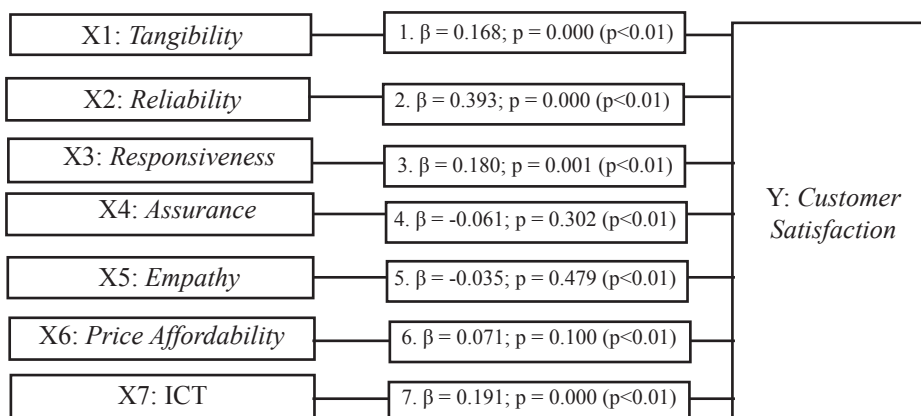 X1: Tangibility
1. β = 0.168; p = 0.000 (p<0.01)
X2: Reliability
2. β = 0.393; p = 0.000 (p<0.01)
X3: Responsiveness
3. β = 0.180; p = 0.001 (p<0.01)
X4: Assurance
4. β = -0.061; p = 0.302 (p<0.01)
X5: Empathy
5. β = -0.035; p = 0.479 (p<0.01)
X6: Price Affordability
6. β = 0.071; p = 0.100 (p<0.01)
X7: ICT
7. β = 0.191; p = 0.000 (p<0.01)
Y: Customer
Satisfaction